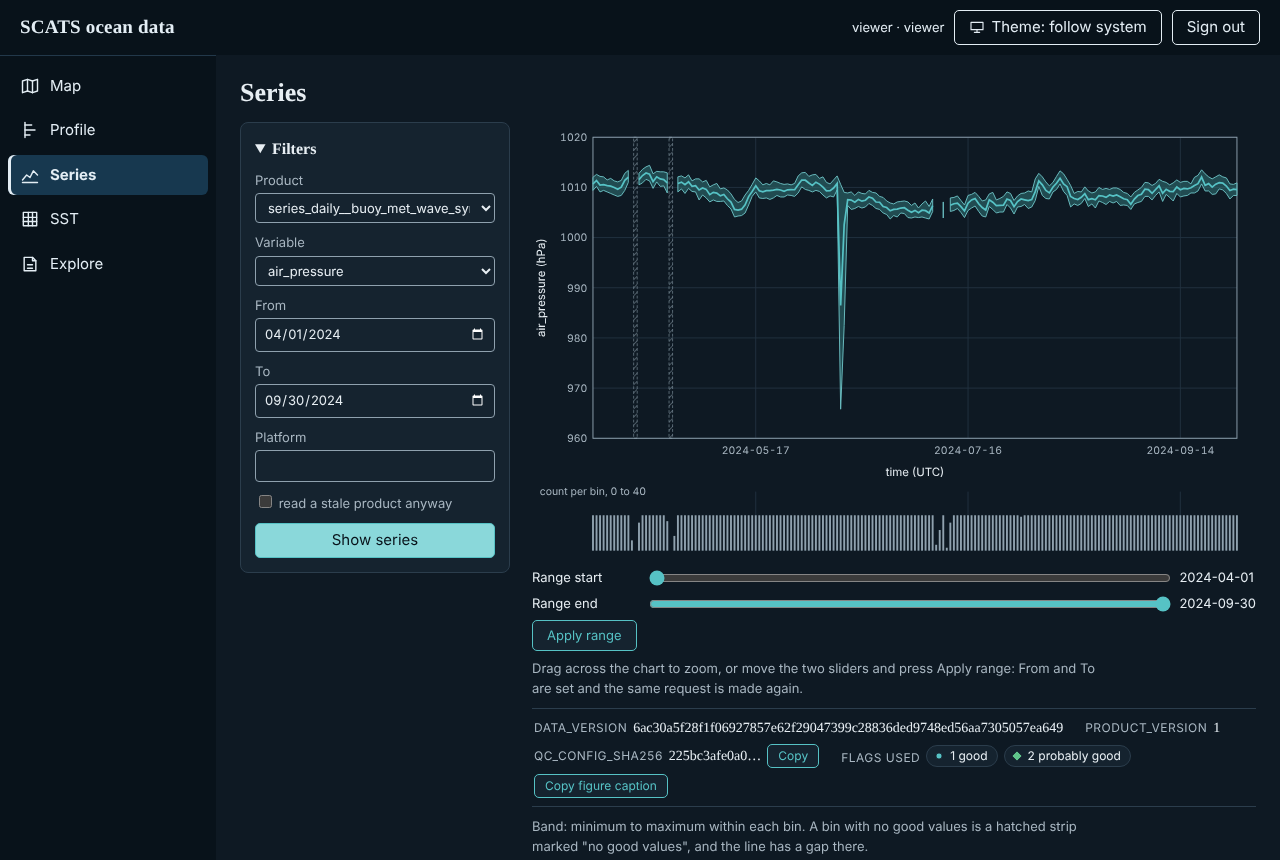 SCATS ocean data
viewer · viewer
Theme: follow system
Sign out
Map
Profile
Series
SST
Explore
Series
▼ Filters
Product
series_daily__buoy_met_wave_sy
Variable
air_pressure
From
04/01/2024
To
09/30/2024
Platform
read a stale product anyway
Show series
1020
1010
1000
990
980
970
960
air_pressure (hPa)
2024-05-17
2024-07-16
2024-09-14
time (UTC)
count per bin, 0 to 40
Range start
2024-04-01
Range end
2024-09-30
Apply range
Drag across the chart to zoom, or move the two sliders and press Apply range: From and To
are set and the same request is made again.
DATA_VERSION 6ac30a5f28f1f06927857e62f29047399c28836ded9748ed56aa7305057ea649 PRODUCT_VERSION 1
QC_CONFIG_SHA256 225bc3afe0a0… Copy FLAGS USED 1 good 2 probably good
Copy figure caption
Band: minimum to maximum within each bin. A bin with no good values is a hatched strip
marked "no good values", and the line has a gap there.